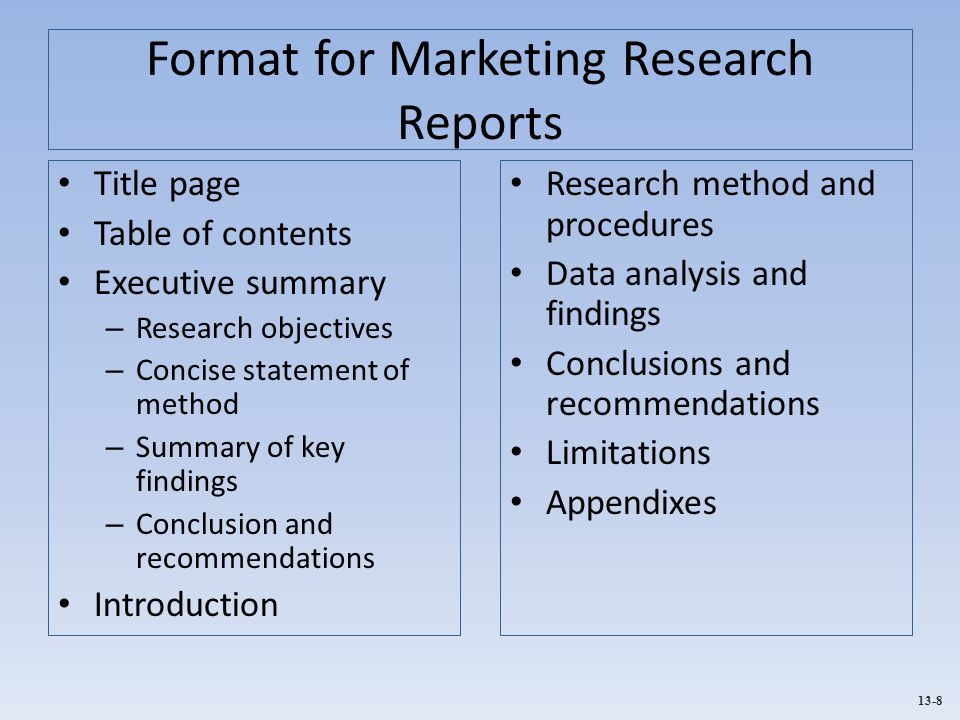 Format for Marketing Research
Reports
• Title page
• Table of contents
• Executive summary
– Research objectives
– Concise statement of
method
– Summary of key
findings
– Conclusion and
recommendations
• Introduction
• Research method and
procedures
• Data analysis and
findings
• Conclusions and
recommendations
• Limitations
• Appendixes
13-8